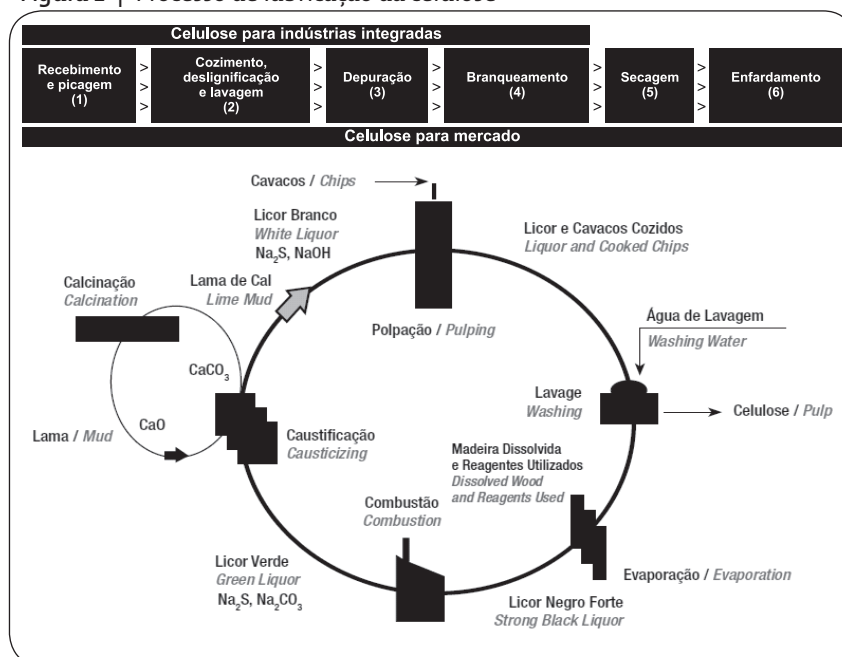 Celulose para indústrias integradas
Recebimento
e picagem
(1)
>
>
>
Cozimento,
deslignificação
e lavagem
(2)
>
>
>
Depuração
(3)
>
>
>
Branqueamento
(4)
>
>
>
Secagem
(5)
>
>
>
Enfardamento
(6)
Celulose para mercado
Cavacos / Chips
Licor Branco
White Liquor
Na₂S, NaOH
Licor e Cavacos Cozidos
Liquor and Cooked Chips
Calcinação
Calcination
Lama de Cal
Lime Mud
Polpação / Pulping
Água de Lavagem
Washing Water
CaCO₃
Lavage
Washing
Celulose / Pulp
CaO
Lama / Mud
Caustificação
Causticizing
Madeira Dissolvida
e Reagentes Utilizados
Dissolved Wood
and Reagents Used
Combustão
Combustion
Licor Verde
Green Liquor
Na₂S, Na₂CO₃
Evaporação / Evaporation
Licor Negro Forte
Strong Black Liquor